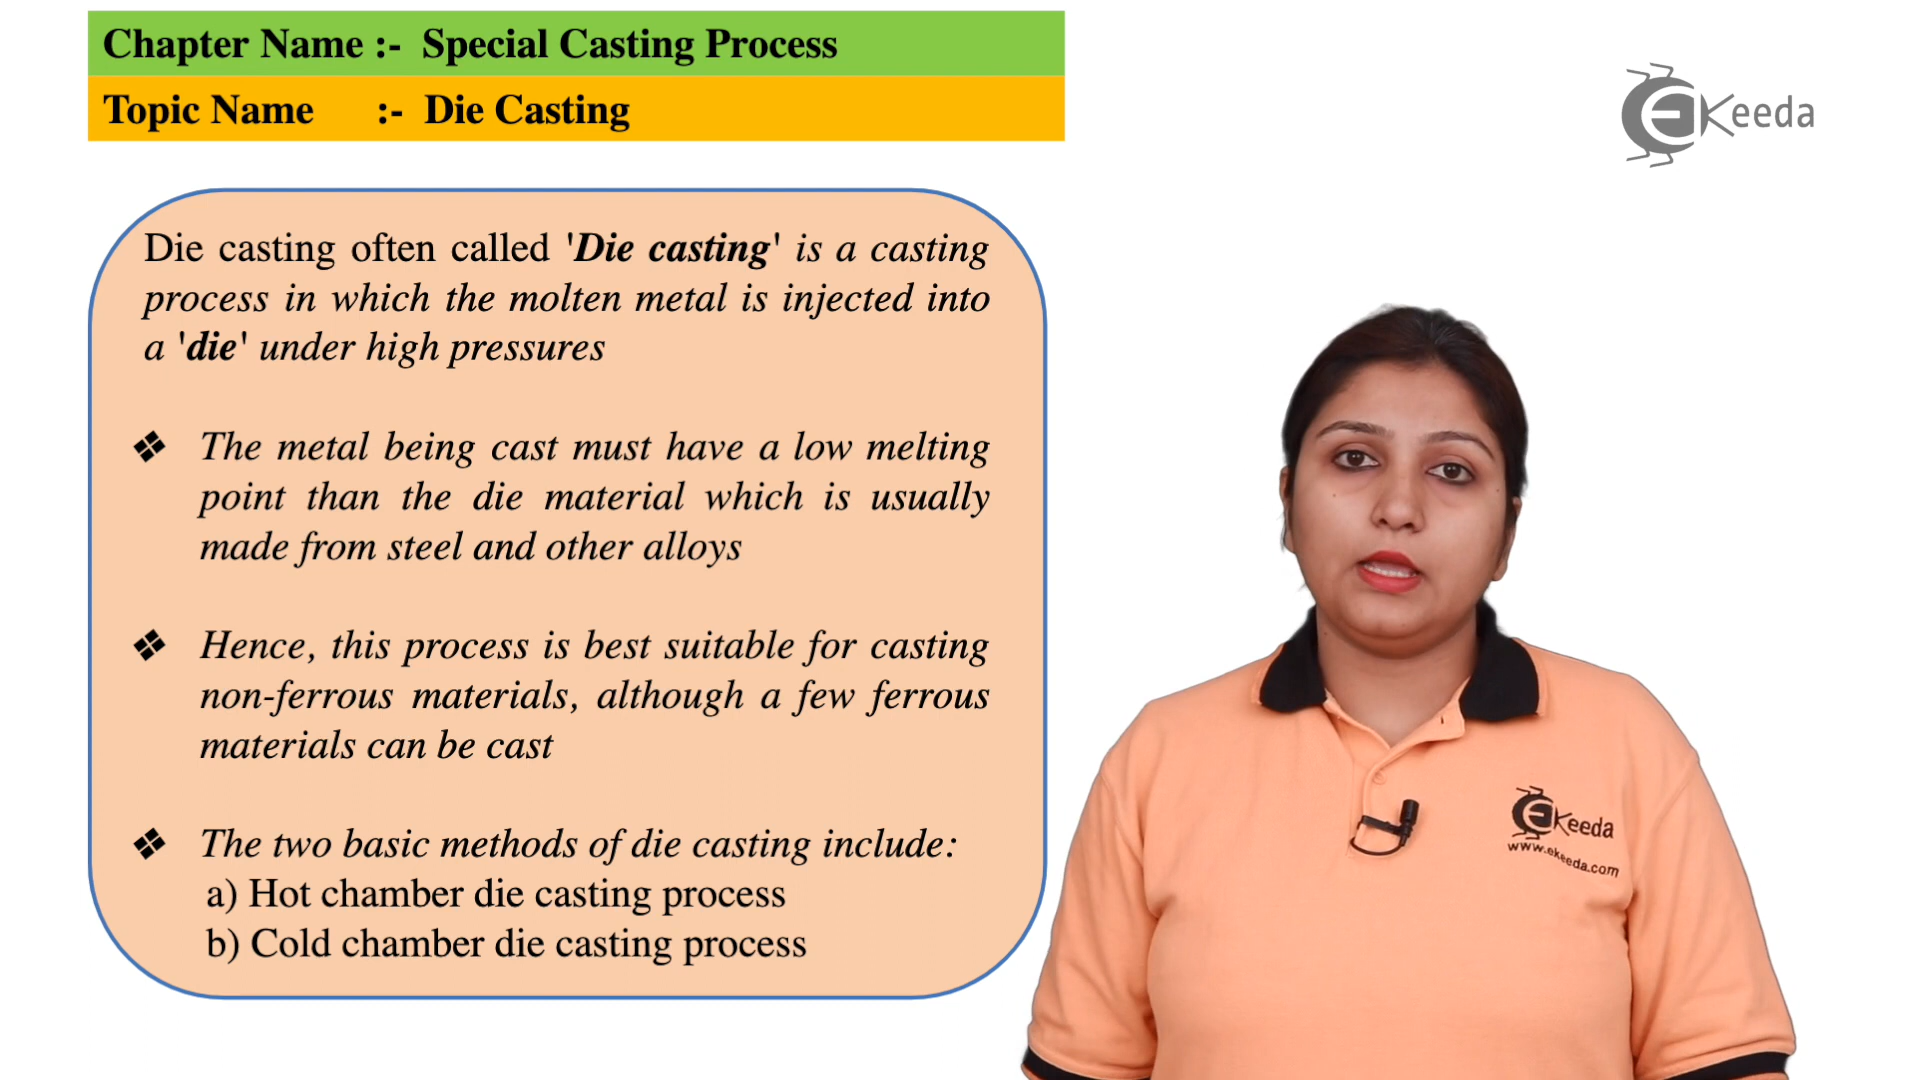 Chapter Name :- Special Casting Process
Topic Name :- Die Casting
Keeda
Die casting often called 'Die casting' is a casting
process in which the molten metal is injected into
a 'die' under high pressures
❖ The metal being cast must have a low melting
point than the die material which is usually
made from steel and other alloys
❖ Hence, this process is best suitable for casting
non-ferrous materials, although a few ferrous
materials can be cast
❖ The two basic methods of die casting include:
a) Hot chamber die casting process
b) Cold chamber die casting process
Keeda
www.ekeeda.com